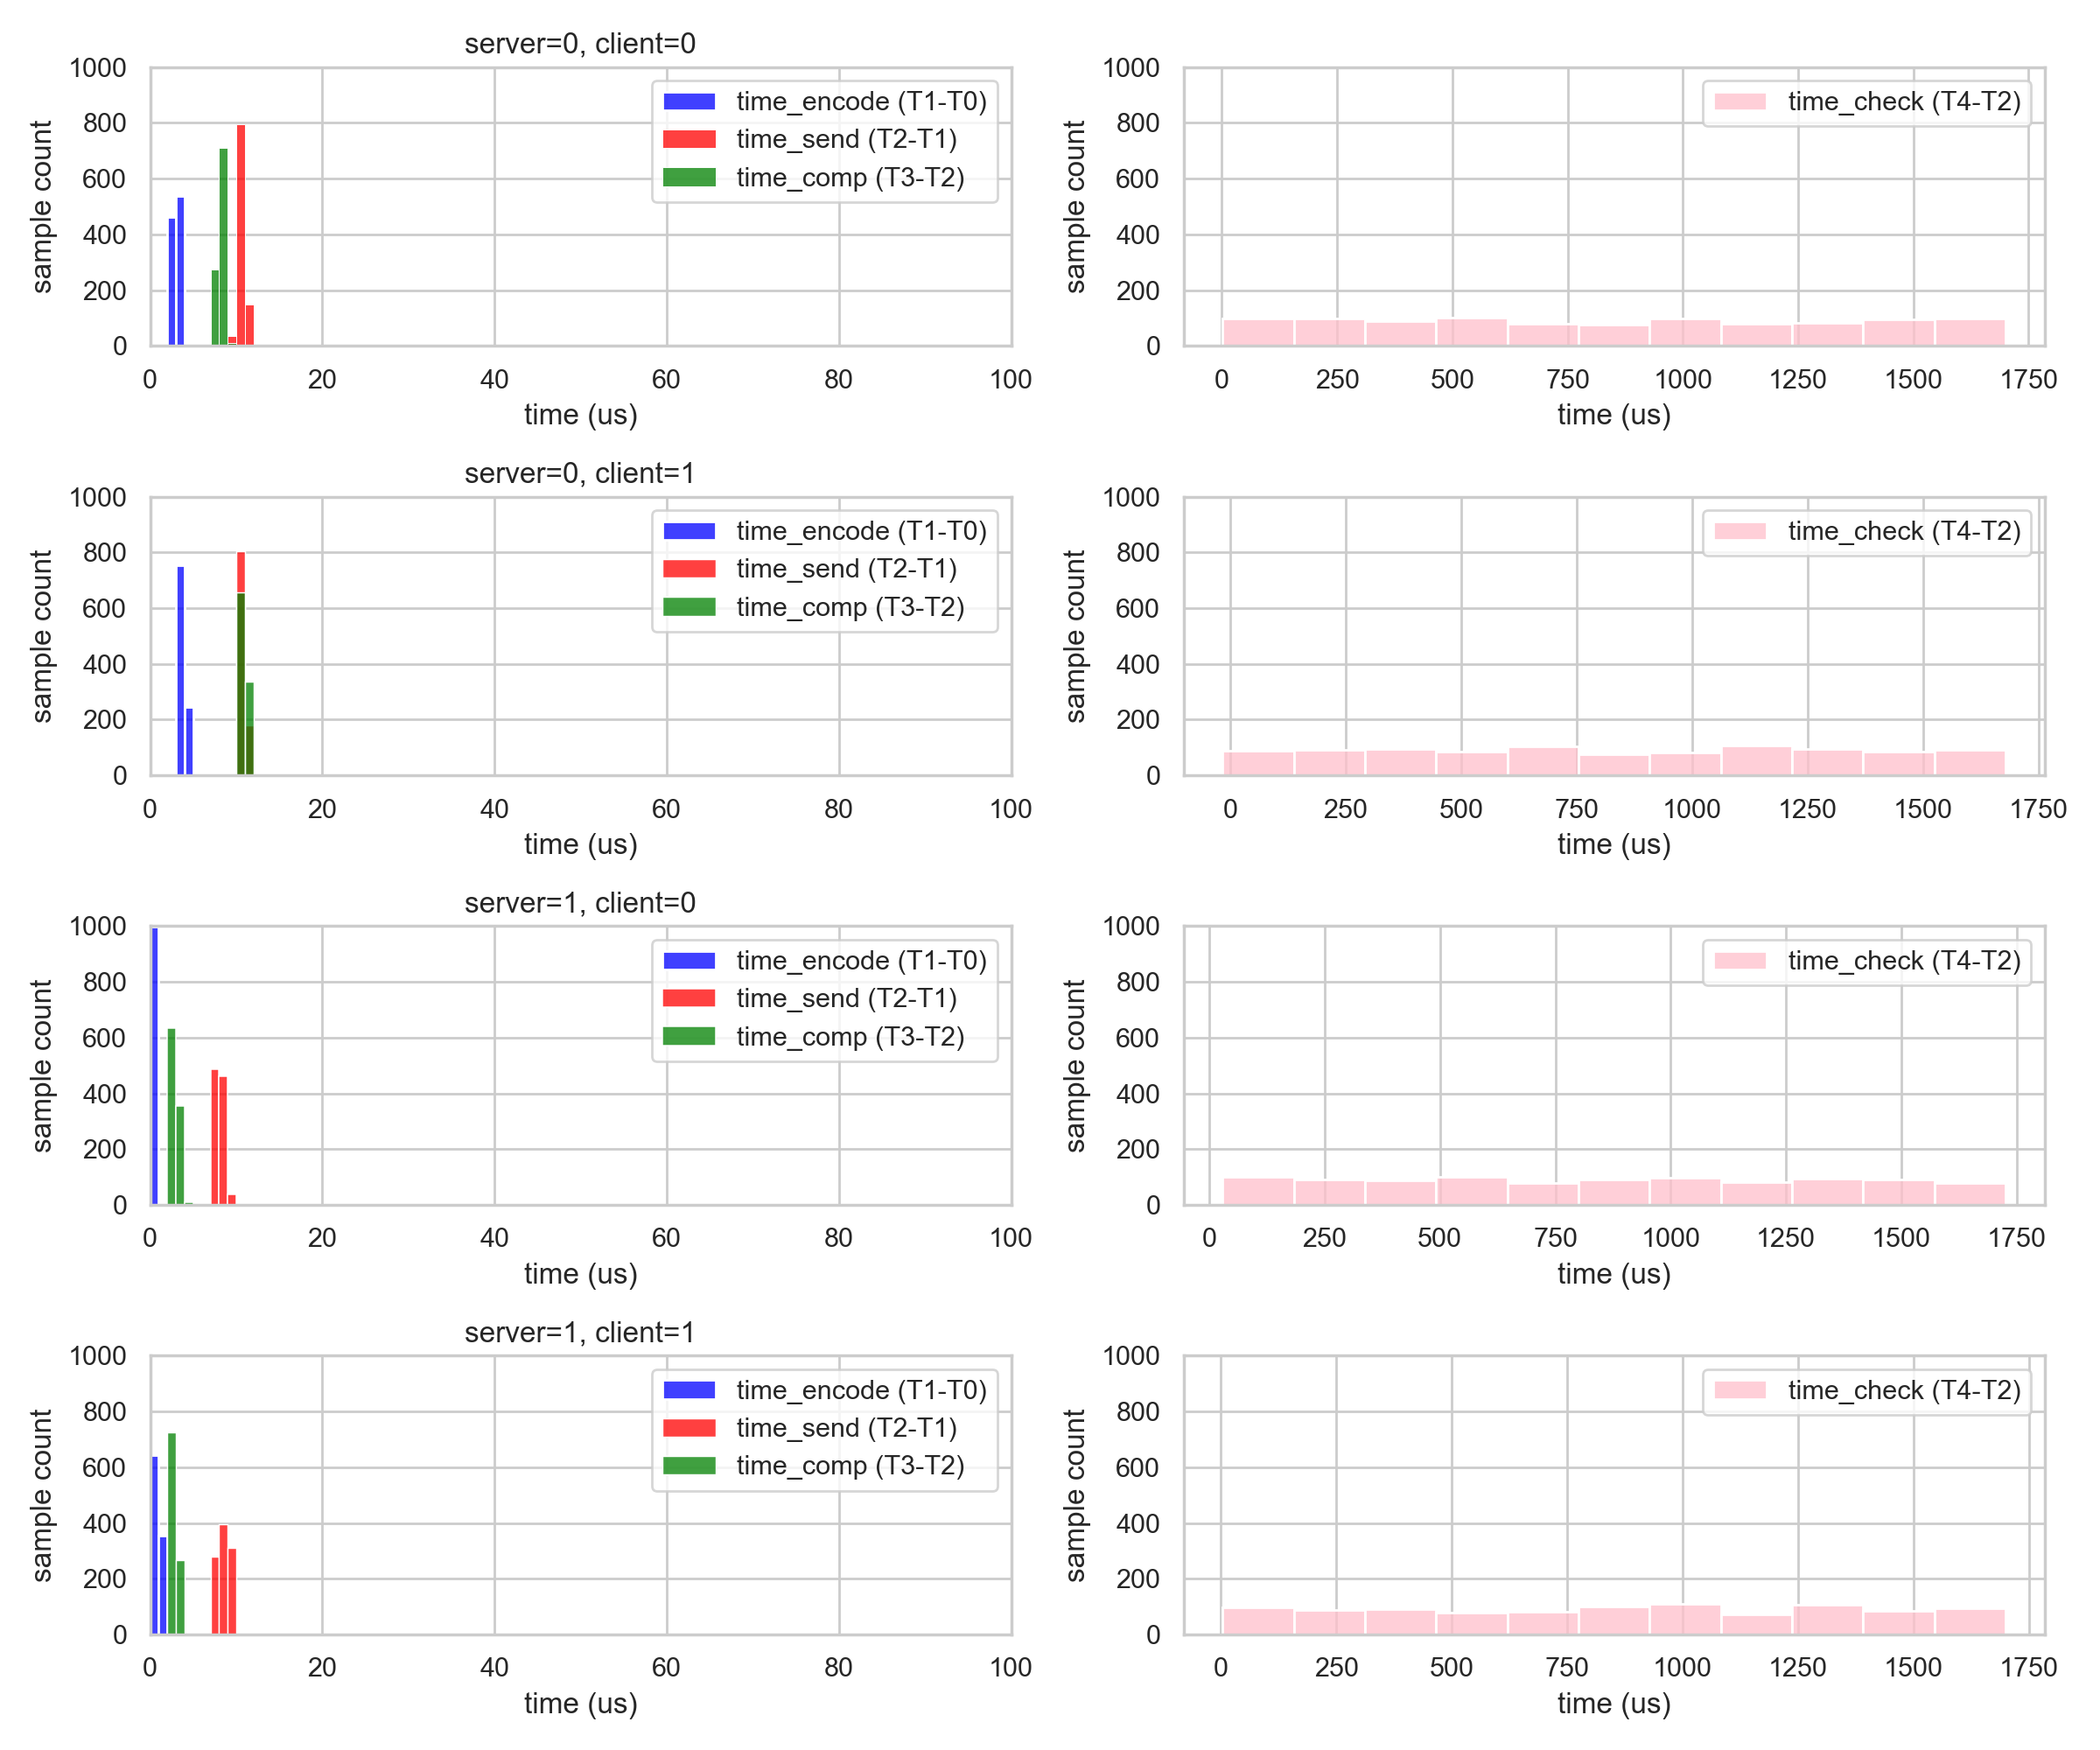 server=0, client=0
1000
800
600
400
200
0
sample count
time_encode (T1-T0)
time_send (T2-T1)
time_comp (T3-T2)
0 20 40 60 80 100
time (us)
1000
800
600
400
200
0
sample count
time_check (T4-T2)
0 250 500 750 1000 1250 1500 1750
time (us)
server=0, client=1
1000
800
600
400
200
0
sample count
time_encode (T1-T0)
time_send (T2-T1)
time_comp (T3-T2)
0 20 40 60 80 100
time (us)
1000
800
600
400
200
0
sample count
time_check (T4-T2)
0 250 500 750 1000 1250 1500 1750
time (us)
server=1, client=0
1000
800
600
400
200
0
sample count
time_encode (T1-T0)
time_send (T2-T1)
time_comp (T3-T2)
0 20 40 60 80 100
time (us)
1000
800
600
400
200
0
sample count
time_check (T4-T2)
0 250 500 750 1000 1250 1500 1750
time (us)
server=1, client=1
1000
800
600
400
200
0
sample count
time_encode (T1-T0)
time_send (T2-T1)
time_comp (T3-T2)
0 20 40 60 80 100
time (us)
1000
800
600
400
200
0
sample count
time_check (T4-T2)
0 250 500 750 1000 1250 1500 1750
time (us)